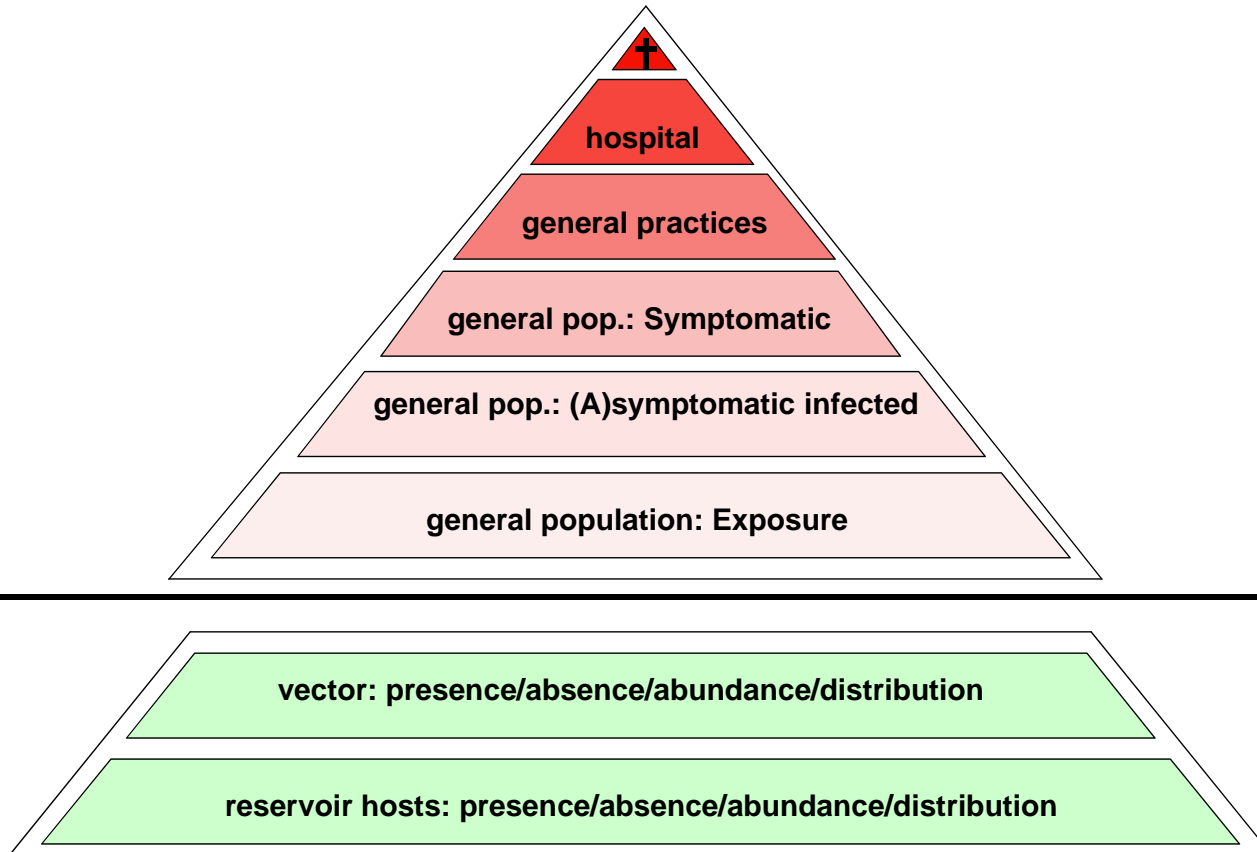 †
hospital
general practices
general pop.: Symptomatic
general pop.: (A)symptomatic infected
general population: Exposure
vector: presence/absence/abundance/distribution
reservoir hosts: presence/absence/abundance/distribution